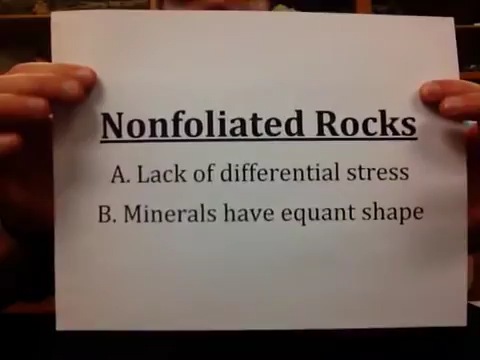 Nonfoliated Rocks
A. Lack of differential stress
B. Minerals have equant shape